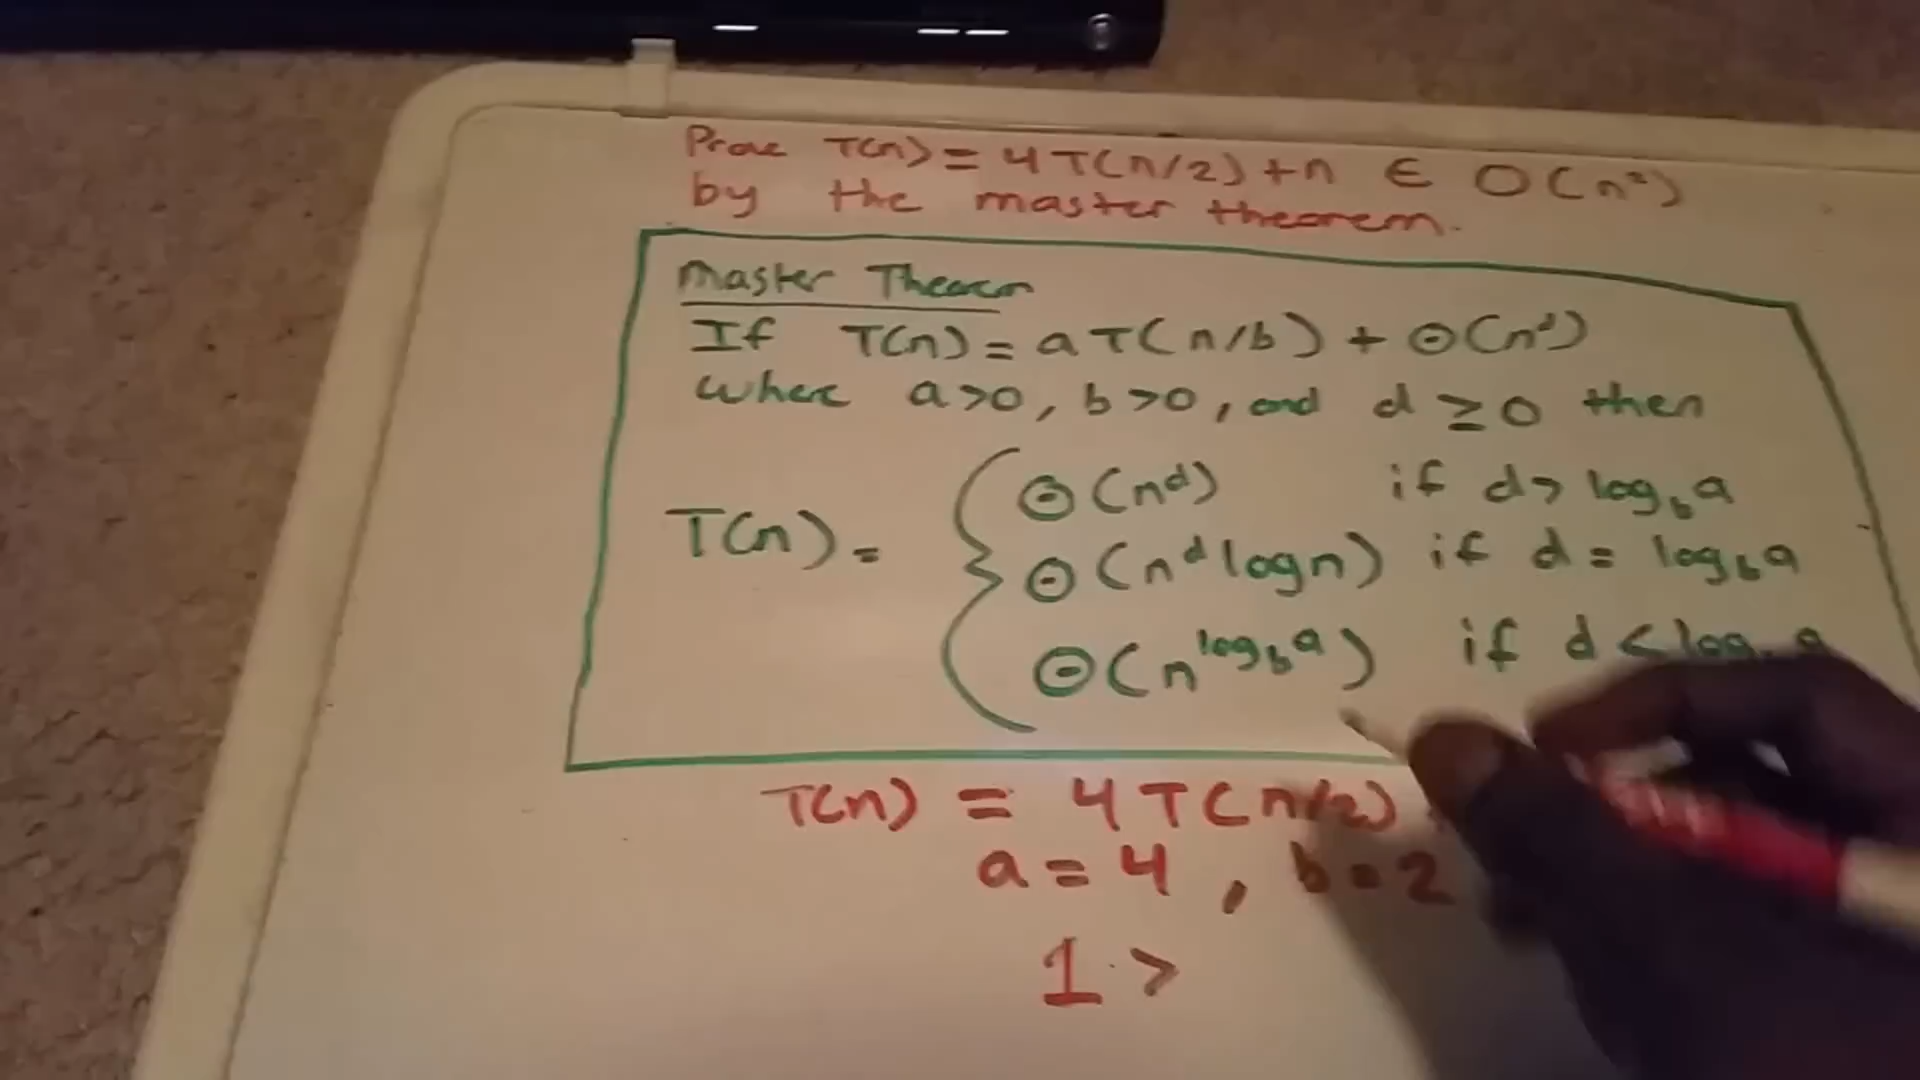 Prove T(n) = 4T(n/2) + n ∈ O(n²)
by the master theorem.
Master Theorem
If T(n) = aT(n/b) + Θ(n^d)
where a>0, b>0, and d ≥ 0 then
T(n) =
Θ(n^d) if d > log_b a
Θ(n^d log n) if d = log_b a
Θ(n^(log_b a)) if d < log a
T(n) = 4T(n/2)
a = 4, b = 2
1 >